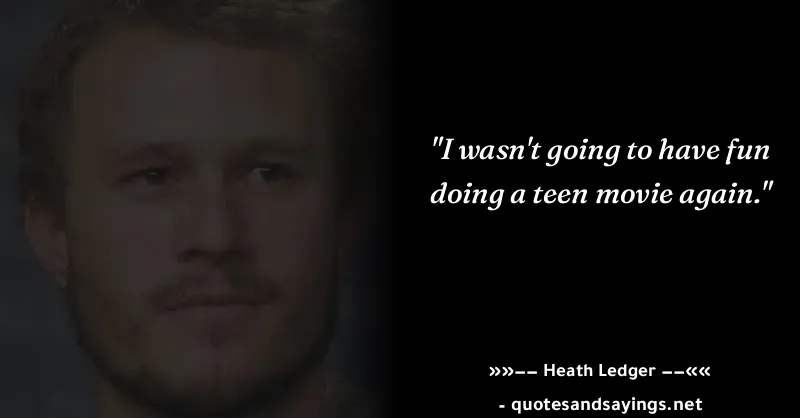 "I wasn't going to have fun
doing a teen movie again."
»»–– Heath Ledger ––««
- quotesandsayings.net